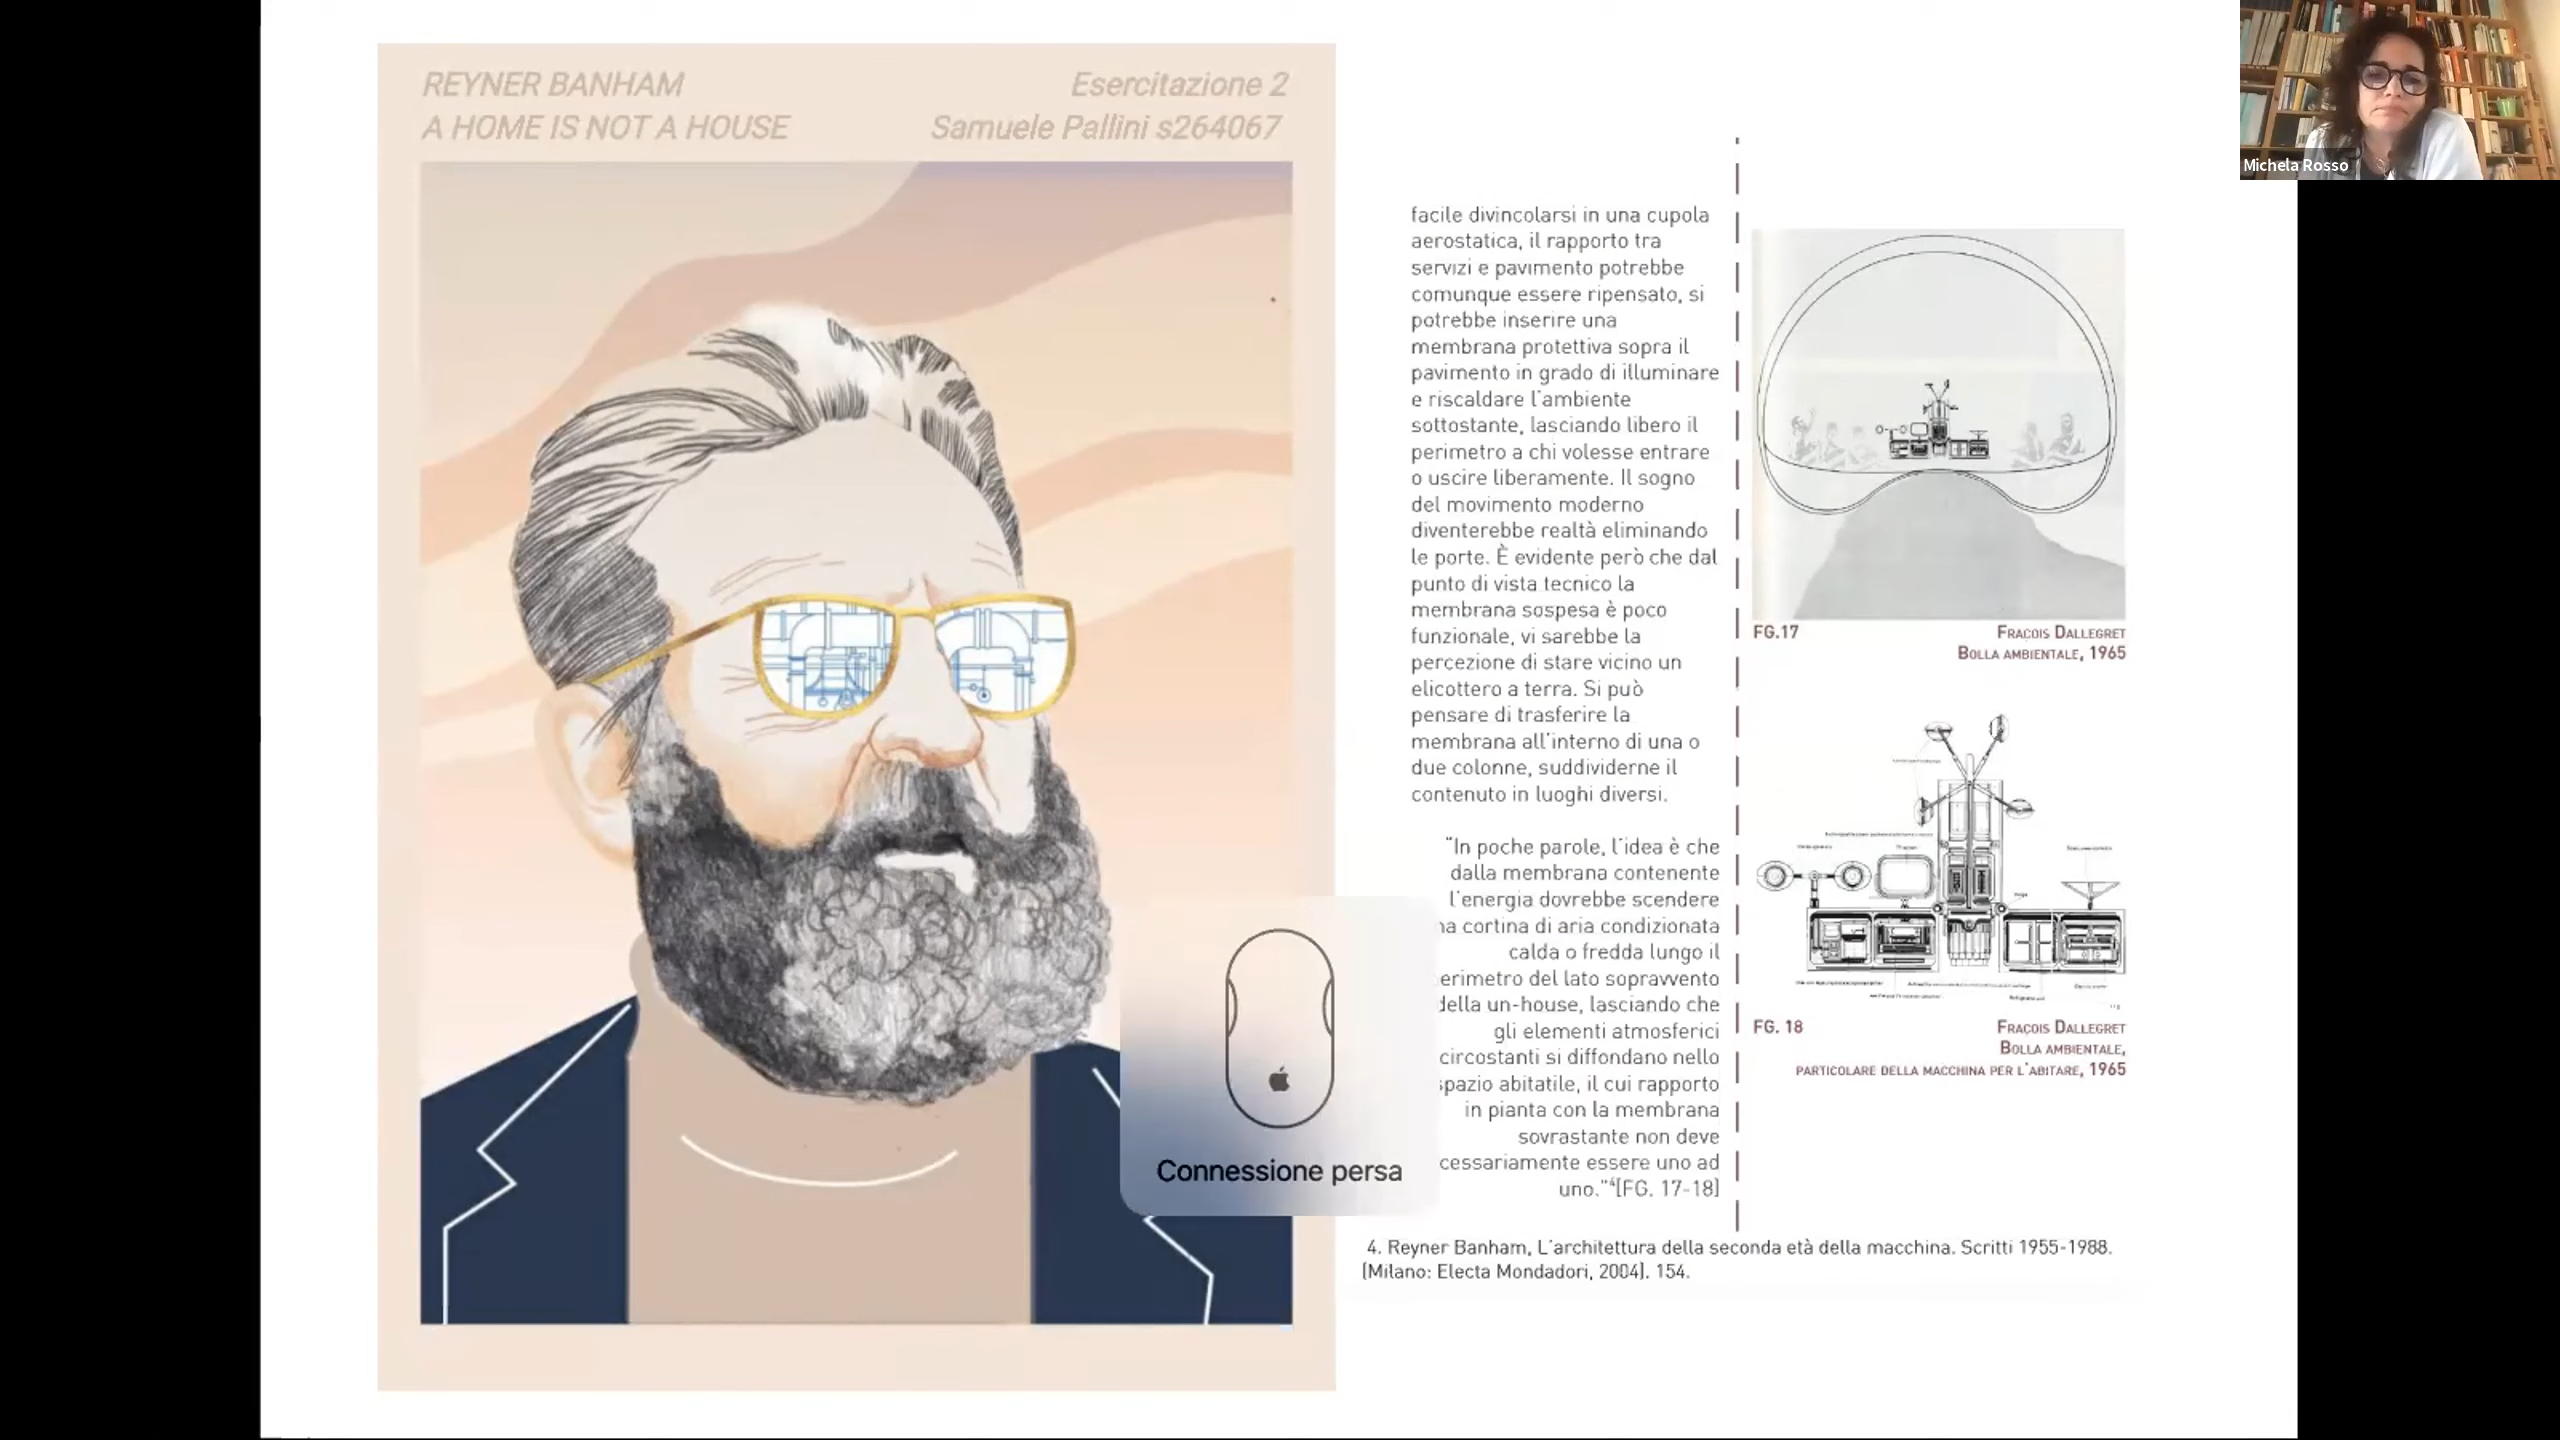 REYNER BANHAM
A HOME IS NOT A HOUSE
Esercitazione 2
Samuele Pallini s264067
facile divincolarsi in una cupola
aerostatica, il rapporto tra
servizi e pavimento potrebbe
comunque essere ripensato, si
potrebbe inserire una
membrana protettiva sopra il
pavimento in grado di illuminare
e riscaldare l'ambiente
sottostante, lasciando libero il
perimetro a chi volesse entrare
o uscire liberamente. Il sogno
del movimento moderno
diventerebbe realtà eliminando
le porte. È evidente però che dal
punto di vista tecnico la
membrana sospesa è poco
funzionale, vi sarebbe la
percezione di stare vicino un
elicottero a terra. Si può
pensare di trasferire la
membrana all'interno di una o
due colonne, suddividerne il
contenuto in luoghi diversi.
"In poche parole, l'idea è che
dalla membrana contenente
l'energia dovrebbe scendere
na cortina di aria condizionata
calda o fredda lungo il
erimetro del lato sopravvento
della un-house, lasciando che
gli elementi atmosferici
circostanti si diffondano nello
spazio abitatile, il cui rapporto
in pianta con la membrana
sovrastante non deve
cessariamente essere uno ad
uno."4[FG. 17-18]
4. Reyner Banham, L'architettura della seconda età della macchina. Scritti 1955-1988.
[Milano: Electa Mondadori, 2004]. 154.
FG.17
FRAÇOIS DALLEGRET
BOLLA AMBIENTALE, 1965
FG. 18
FRAÇOIS DALLEGRET
BOLLA AMBIENTALE,
PARTICOLARE DELLA MACCHINA PER L'ABITARE, 1965
Connessione persa
Michela Rosso